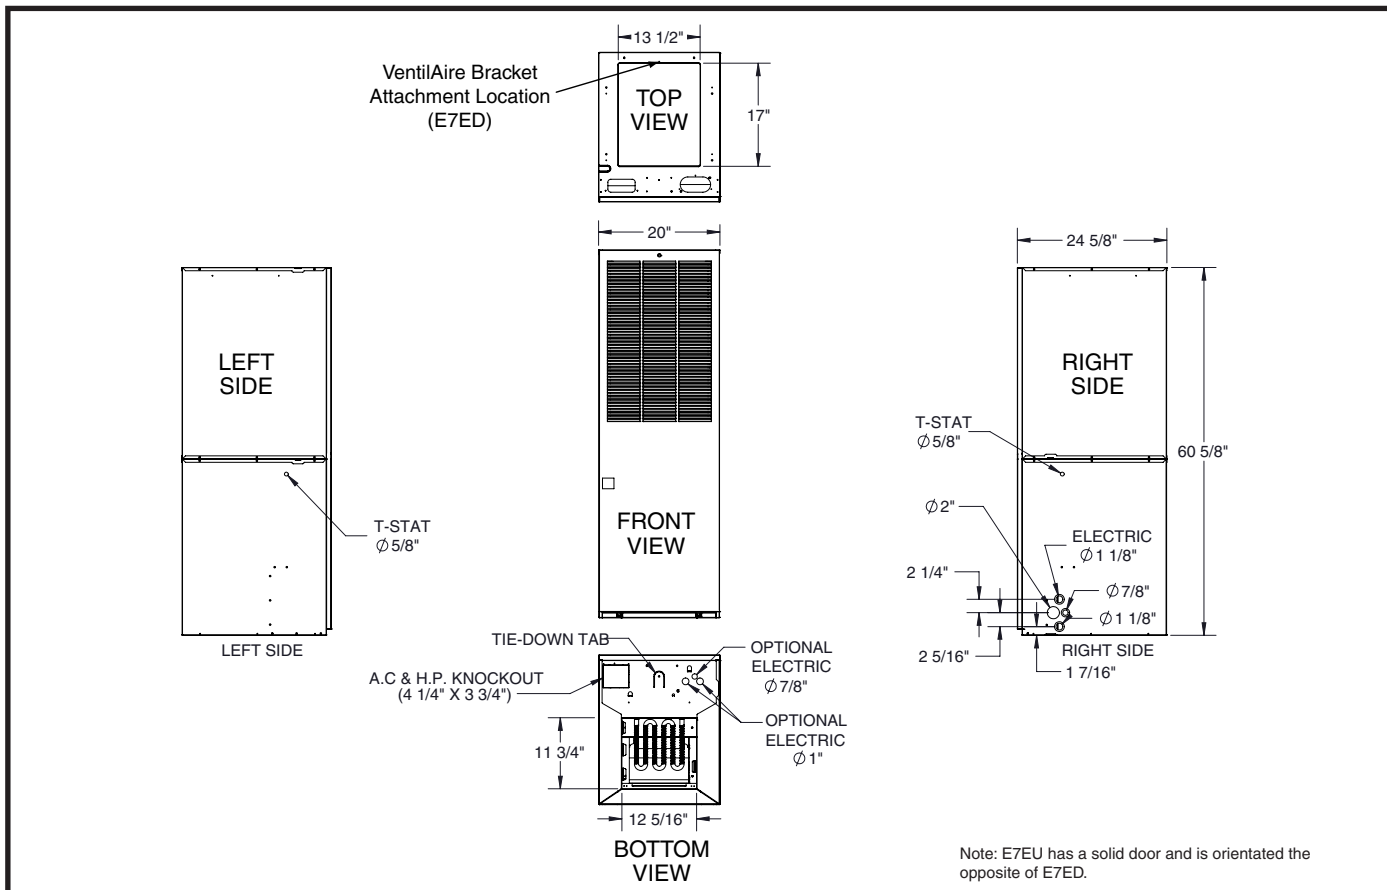 13 1/2"
VentilAire Bracket
Attachment Location
(E7ED)
TOP
VIEW
17"
20"
24 5/8"
LEFT
SIDE
RIGHT
SIDE
T-STAT
Ø 5/8"
60 5/8"
FRONT
VIEW
T-STAT
Ø 5/8"
Ø 2"
ELECTRIC
Ø 1 1/8"
2 1/4"
Ø 7/8"
Ø 1 1/8"
2 5/16"
1 7/16"
LEFT SIDE
RIGHT SIDE
TIE-DOWN TAB
OPTIONAL
ELECTRIC
Ø 7/8"
A.C & H.P. KNOCKOUT
(4 1/4" X 3 3/4")
OPTIONAL
ELECTRIC
Ø 1"
11 3/4"
12 5/16"
BOTTOM
VIEW
Note: E7EU has a solid door and is orientated the
opposite of E7ED.